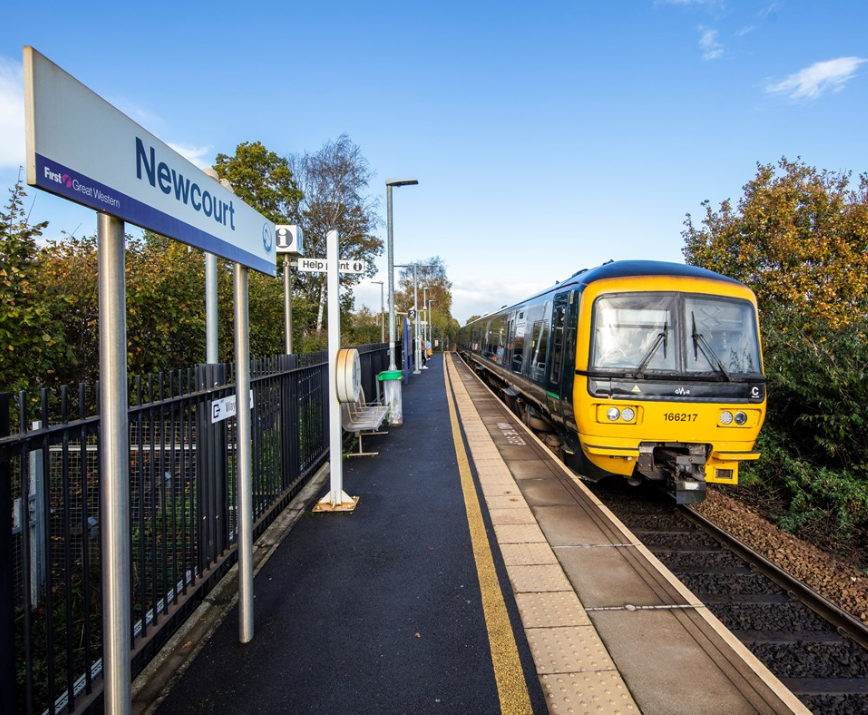 Newcourt
First Great Western
i
Help point i
166217
C